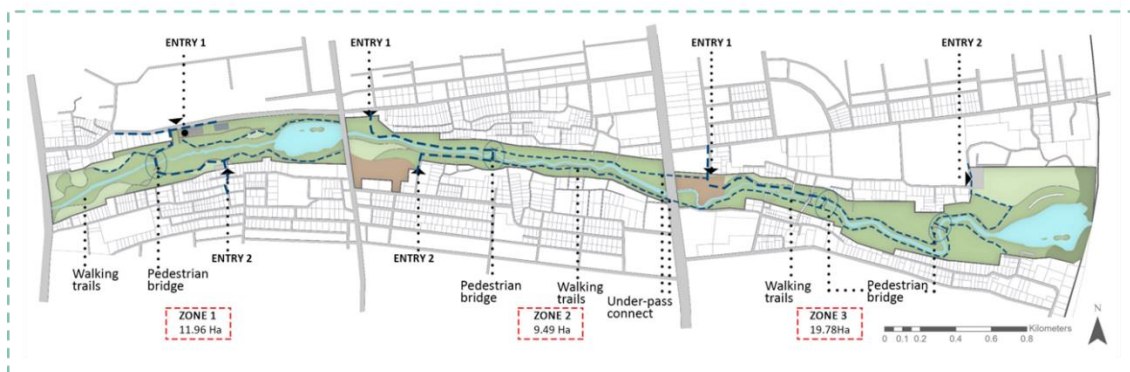 ENTRY 1
ENTRY 1
ENTRY 1
ENTRY 2
Walking
trails
Pedestrian
bridge
ENTRY 2
ENTRY 2
Pedestrian
bridge
Walking
trails
Under-pass
connect
Walking
trails
Pedestrian
bridge
ZONE 1
11.96 Ha
ZONE 2
9.49 Ha
ZONE 3
19.78Ha
N
Kilometers
0 0.1 0.2 0.4 0.6 0.8